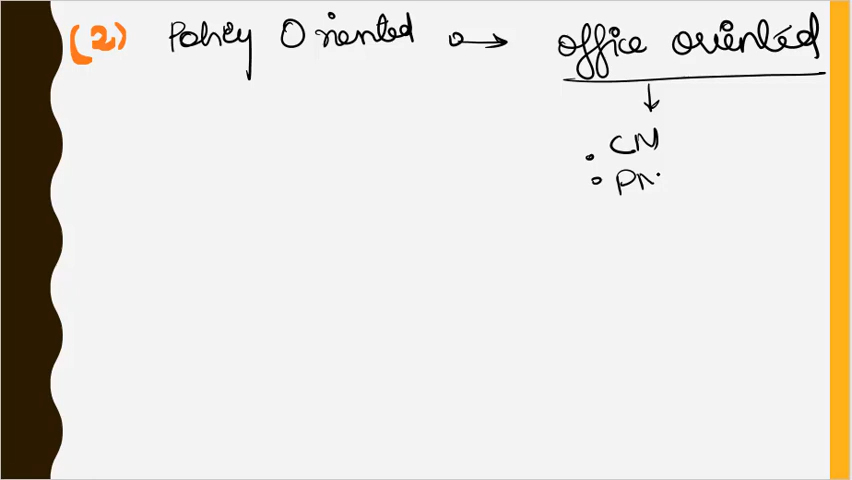 (2) Policy Oriented → office oriented
↓
• CM
• PM